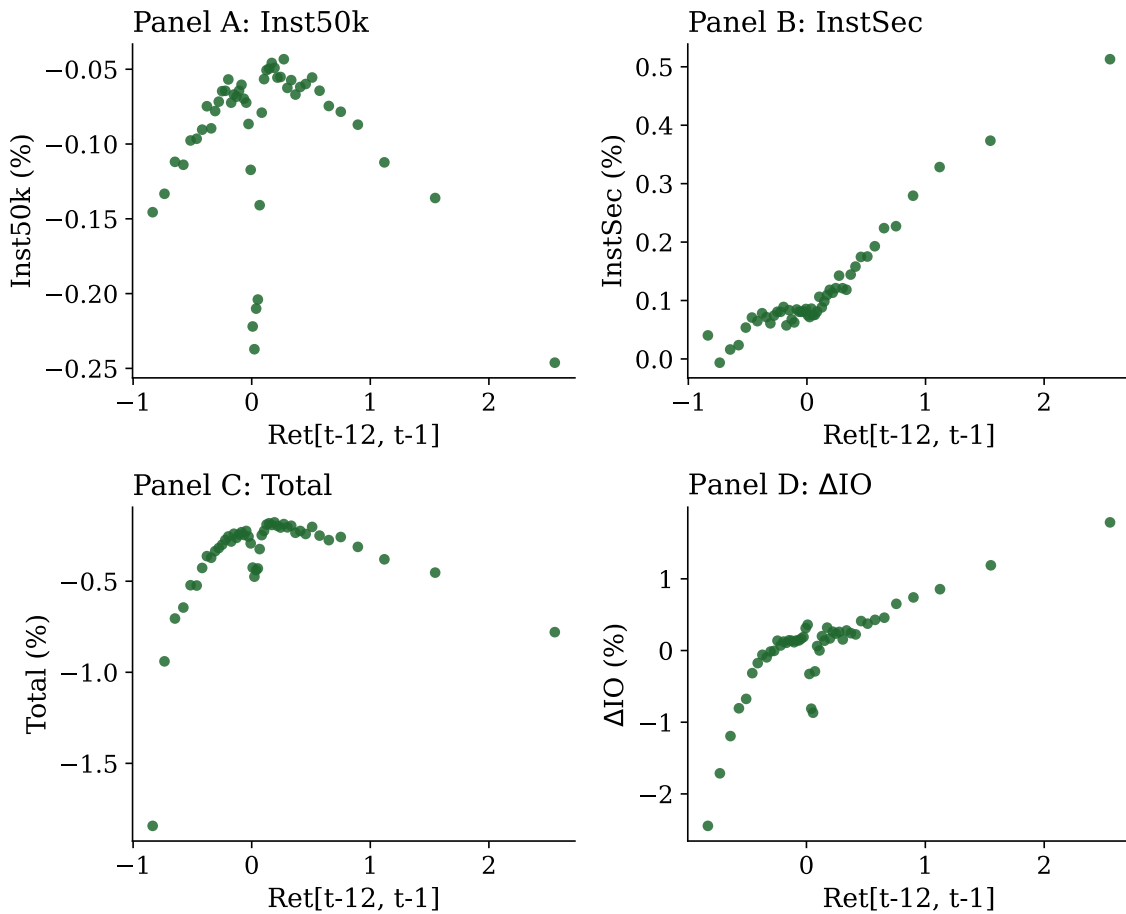 Panel A: Inst50k
Inst50k (%)
−0.05
−0.10
−0.15
−0.20
−0.25
−1
0
1
2
Ret[t-12, t-1]
Panel B: InstSec
InstSec (%)
0.5
0.4
0.3
0.2
0.1
0.0
−1
0
1
2
Ret[t-12, t-1]
Panel C: Total
Total (%)
−0.5
−1.0
−1.5
−1
0
1
2
Ret[t-12, t-1]
Panel D: ΔIO
ΔIO (%)
1
0
−1
−2
0
1
2
Ret[t-12, t-1]